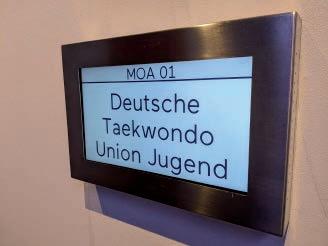 MOA 01
Deutsche
Taekwondo
Union Jugend